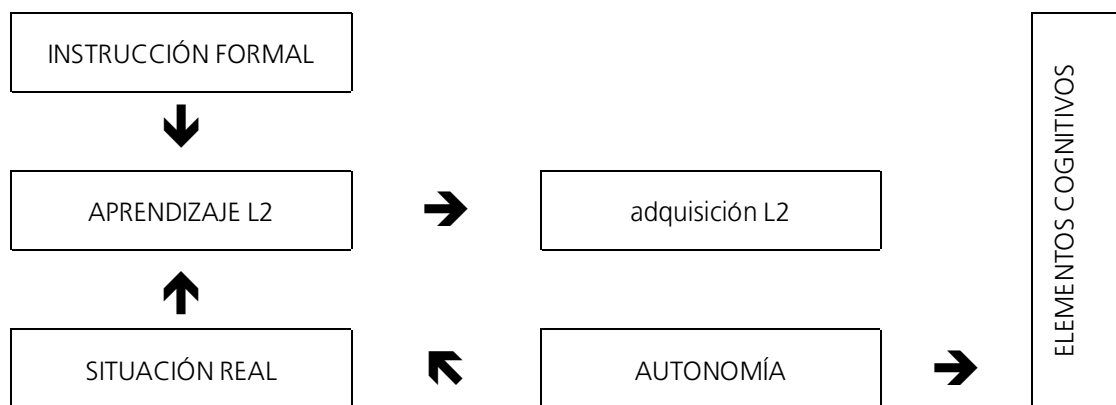 INSTRUCCIÓN FORMAL
APRENDIZAJE L2
adquisición L2
SITUACIÓN REAL
AUTONOMÍA
ELEMENTOS COGNITIVOS